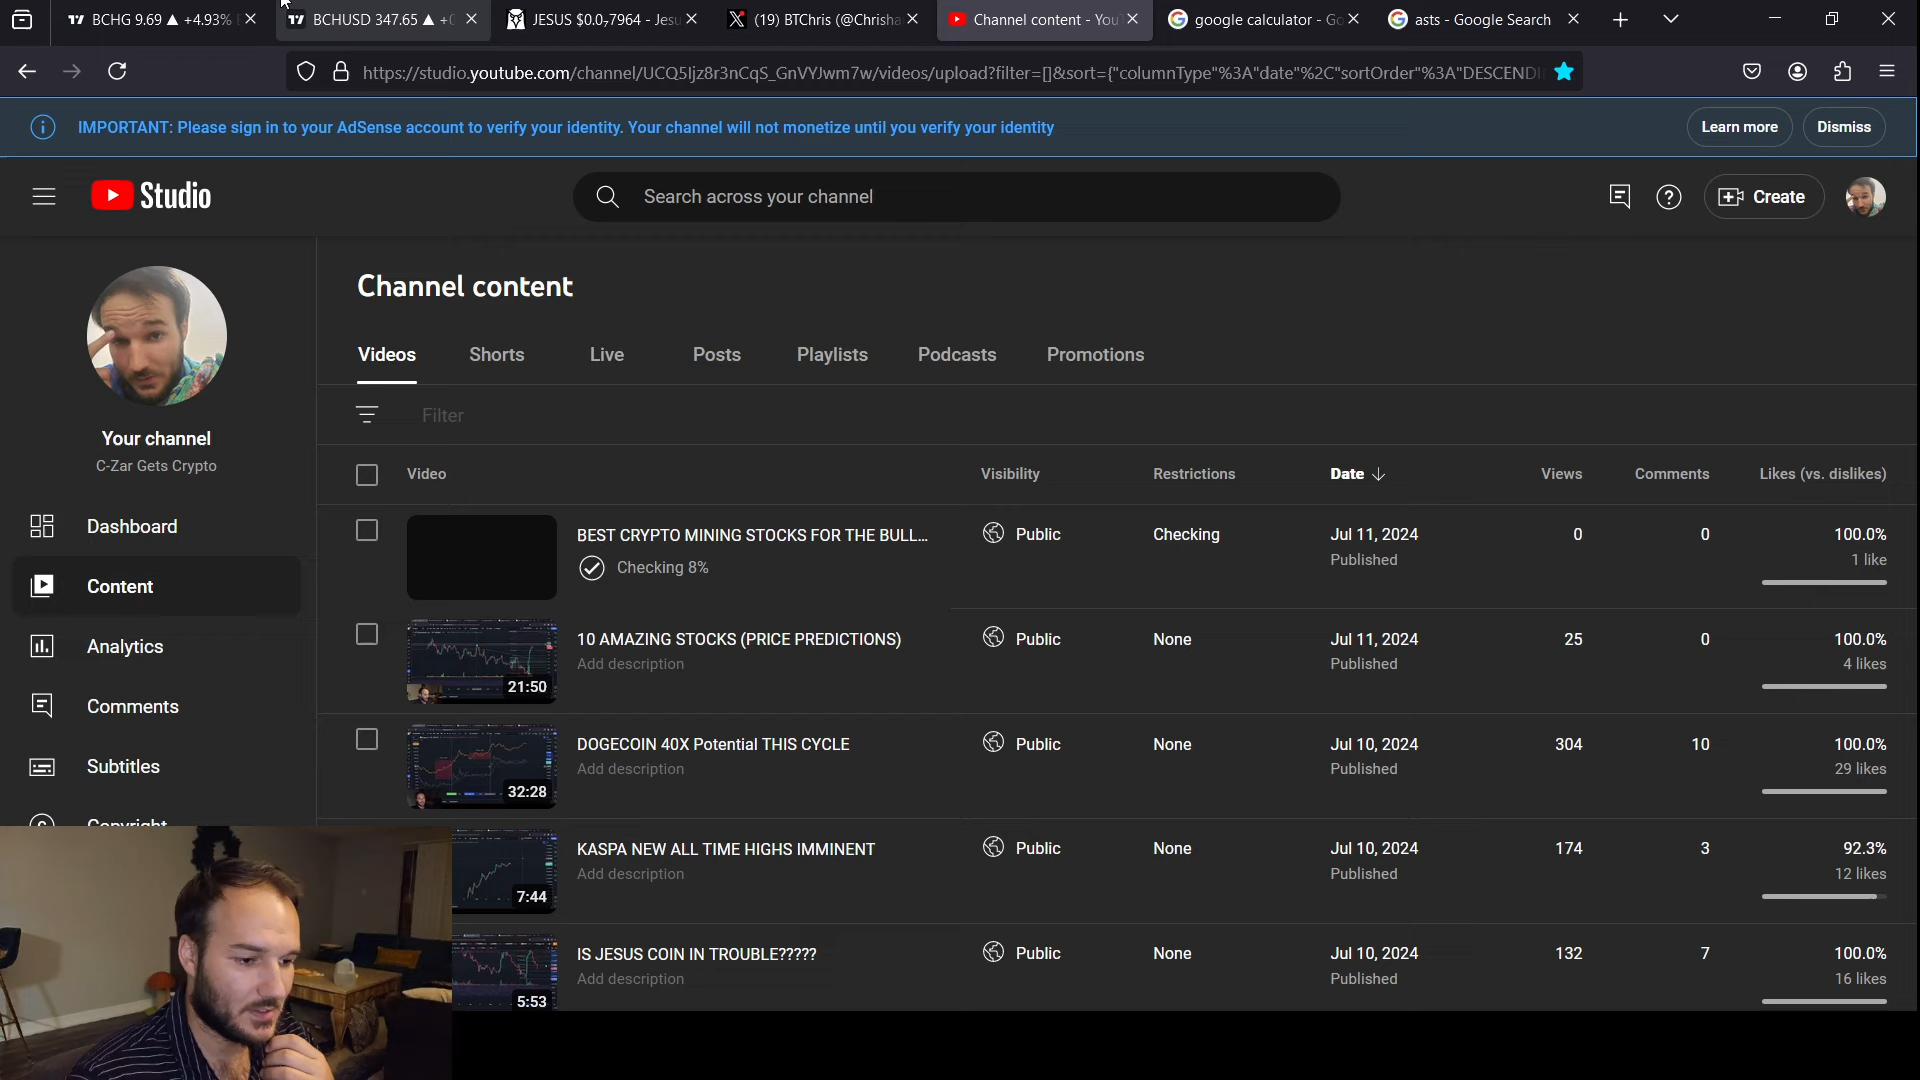 BCHG 9.69 ▲ +4.93%
BCHUSD 347.65 ▲ +0
JESUS $0.0₇7964 - Jesu
(19) BTChris (@Chrisha
Channel content - YouT
google calculator - Go
asts - Google Search
https://studio.youtube.com/channel/UCQ5Ijz8r3nCqS_GnVYJwm7w/videos/upload?filter=[]&sort={"columnType"%3A"date"%2C"sortOrder"%3A"DESCENDI
IMPORTANT: Please sign in to your AdSense account to verify your identity. Your channel will not monetize until you verify your identity
Learn more
Dismiss
Studio
Search across your channel
Create
Your channel
C-Zar Gets Crypto
Dashboard
Content
Analytics
Comments
Subtitles
Copyright
Channel content
Videos Shorts Live Posts Playlists Podcasts Promotions
Filter
Video Visibility Restrictions Date Views Comments Likes (vs. dislikes)
BEST CRYPTO MINING STOCKS FOR THE BULL... Public Checking Jul 11, 2024 0 0 100.0%
Checking 8% Published 1 like
10 AMAZING STOCKS (PRICE PREDICTIONS) Public None Jul 11, 2024 25 0 100.0%
Add description Published 4 likes
21:50
DOGECOIN 40X Potential THIS CYCLE Public None Jul 10, 2024 304 10 100.0%
Add description Published 29 likes
32:28
KASPA NEW ALL TIME HIGHS IMMINENT Public None Jul 10, 2024 174 3 92.3%
Add description Published 12 likes
7:44
IS JESUS COIN IN TROUBLE????? Public None Jul 10, 2024 132 7 100.0%
Add description Published 16 likes
5:53